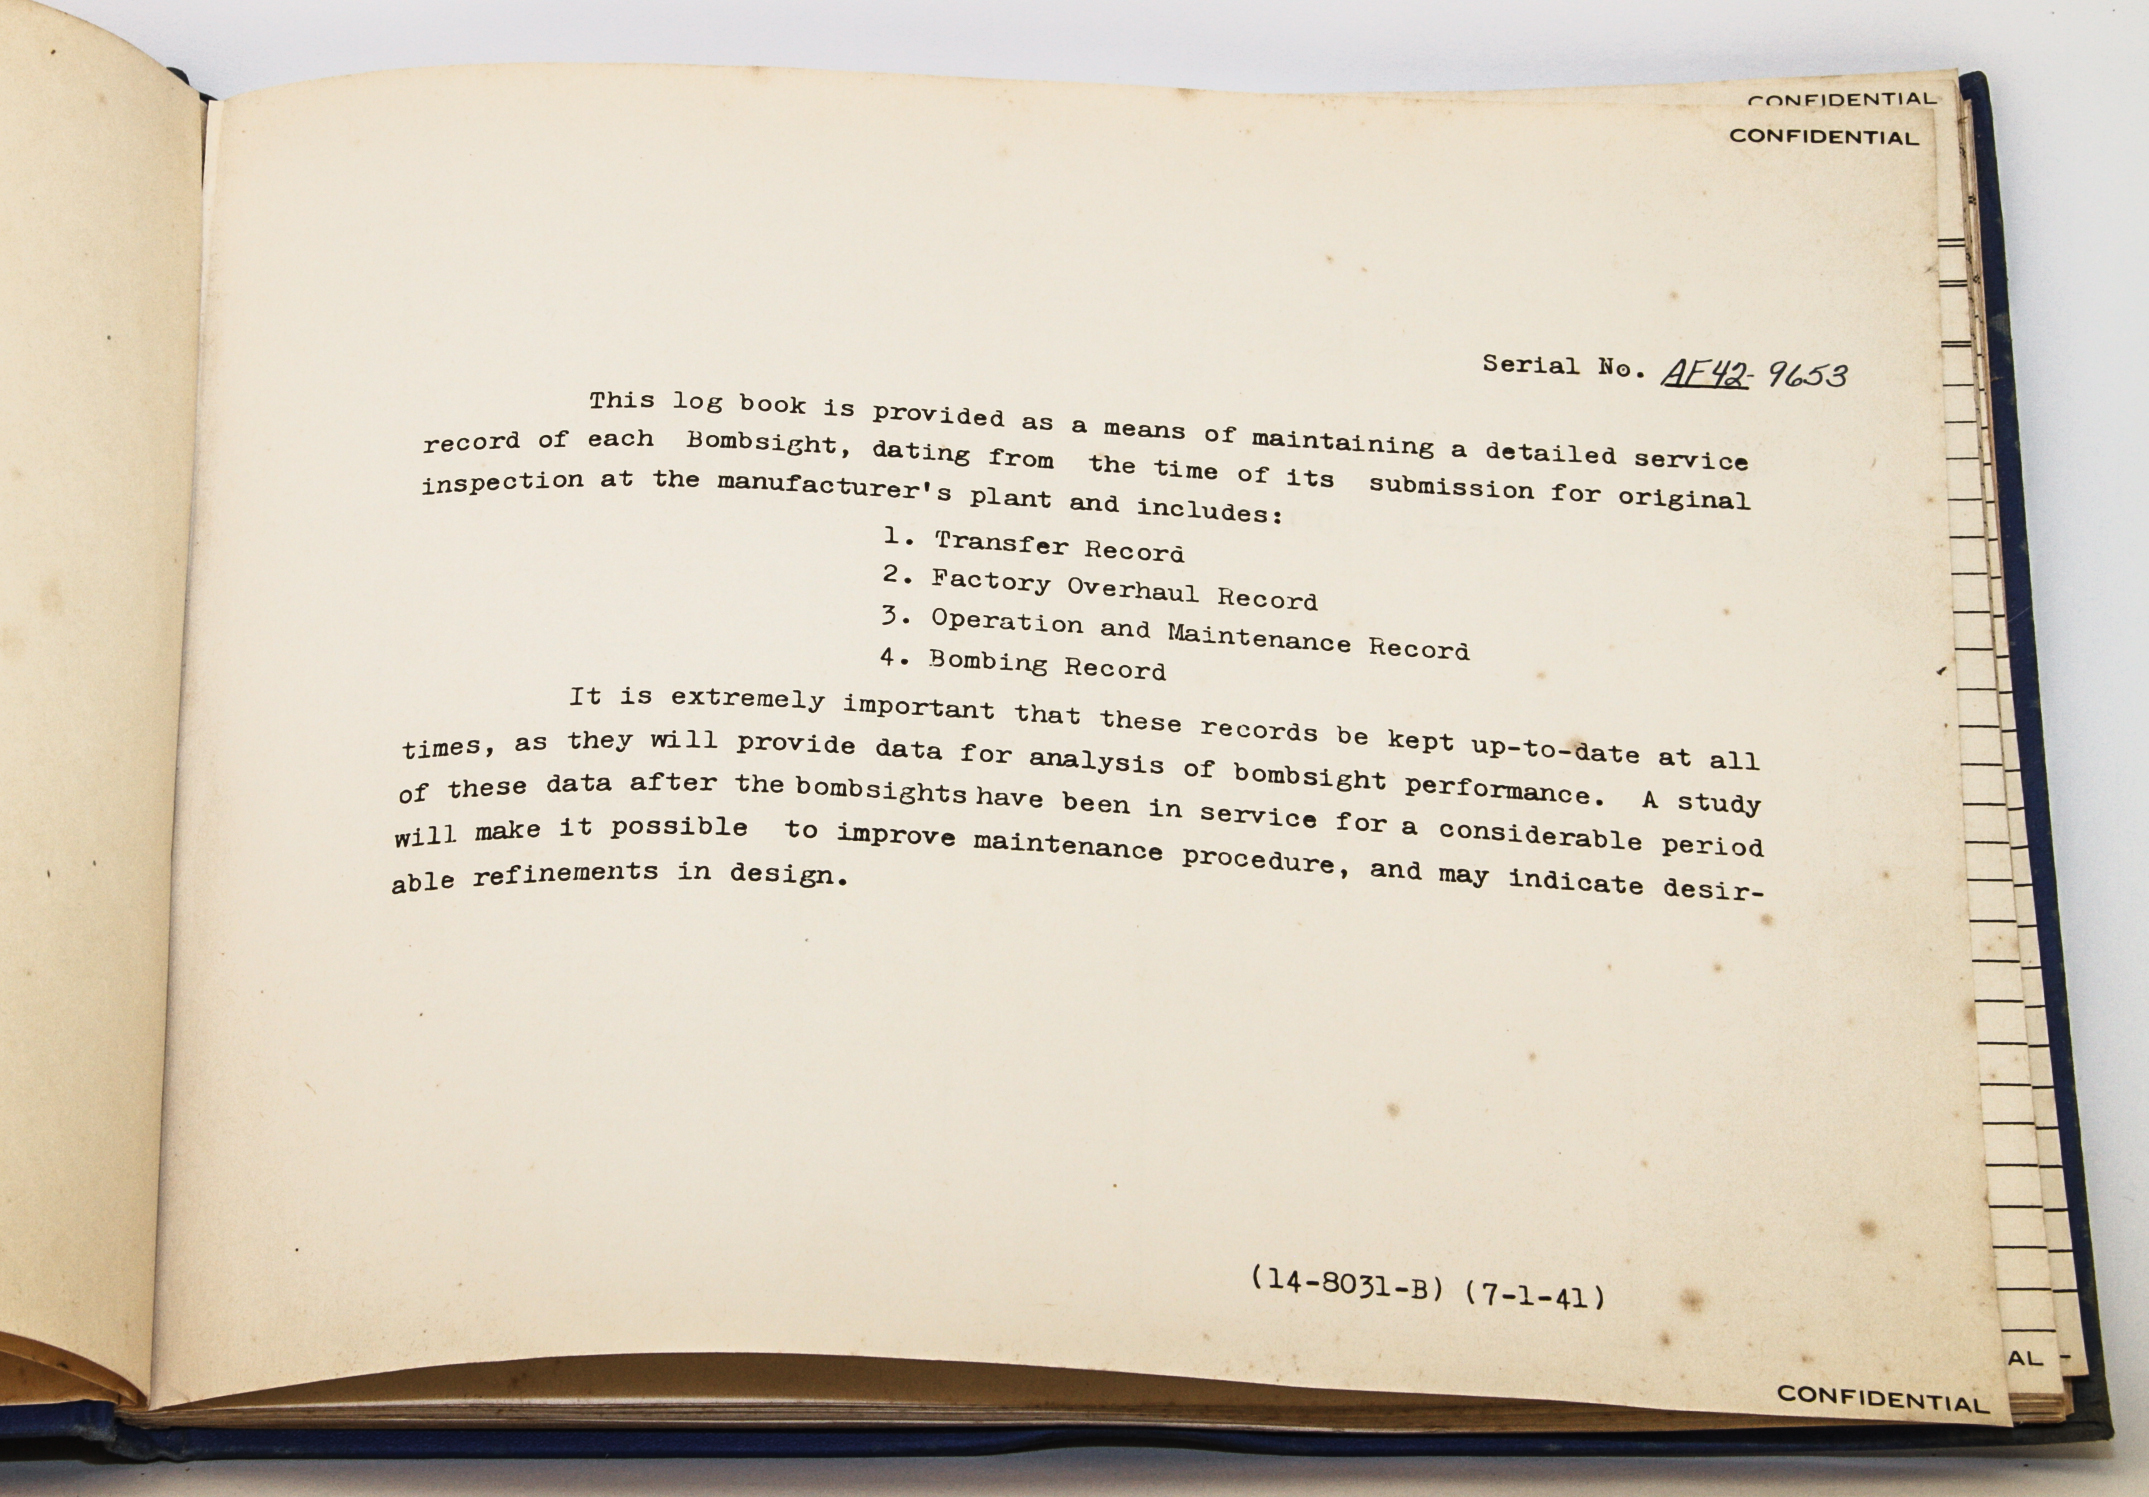 CONFIDENTIAL
CONFIDENTIAL
Serial No. AF42-9653
This log book is provided as a means of maintaining a detailed service
record of each Bombsight, dating from the time of its submission for original
inspection at the manufacturer's plant and includes:
1. Transfer Record
2. Factory Overhaul Record
3. Operation and Maintenance Record
4. Bombing Record
It is extremely important that these records be kept up-to-date at all
times, as they will provide data for analysis of bombsight performance. A study
of these data after the bombsights have been in service for a considerable period
will make it possible to improve maintenance procedure, and may indicate desir-
able refinements in design.
(14-8031-B) (7-1-41)
AL
CONFIDENTIAL